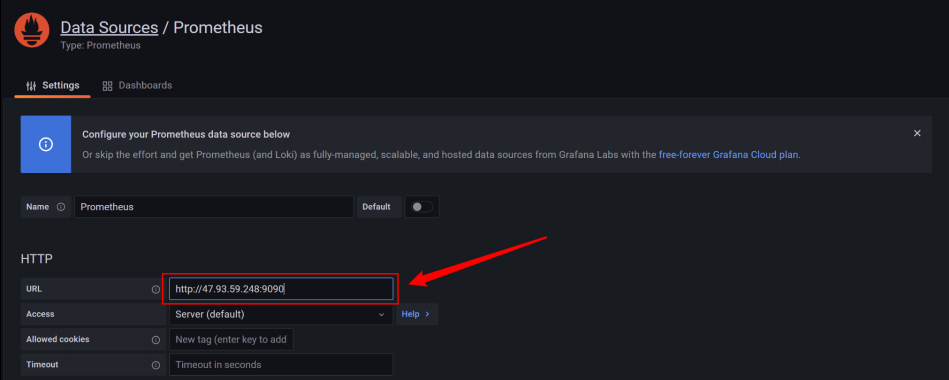 Data Sources / Prometheus
Type: Prometheus
Settings Dashboards
Configure your Prometheus data source below
Or skip the effort and get Prometheus (and Loki) as fully-managed, scalable, and hosted data sources from Grafana Labs with the free-forever Grafana Cloud plan.
Name Prometheus Default
HTTP
URL http://47.93.59.248:9090
Access Server (default) Help >
Allowed cookies New tag (enter key to add
Timeout Timeout in seconds